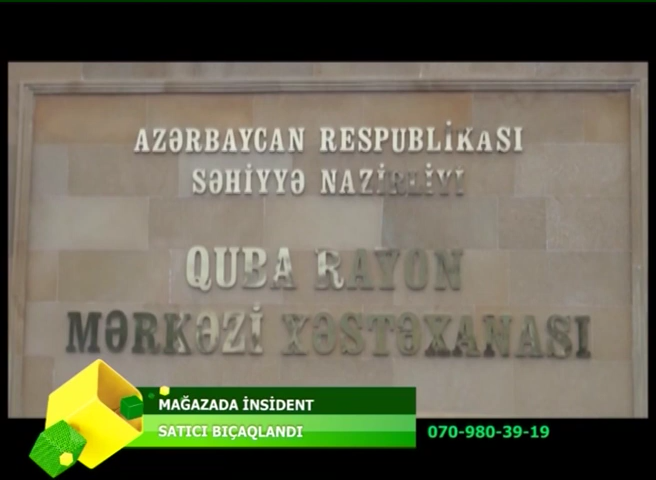 AZƏRBAYCAN RESPUBLİKASI
SƏHİYYƏ NAZİRLİYİ
QUBA RAYON
MƏRKƏZİ XƏSTƏXANASI
MAĞAZADA İNSİDENT
SATICI BIÇAQLANDI
070-980-39-19